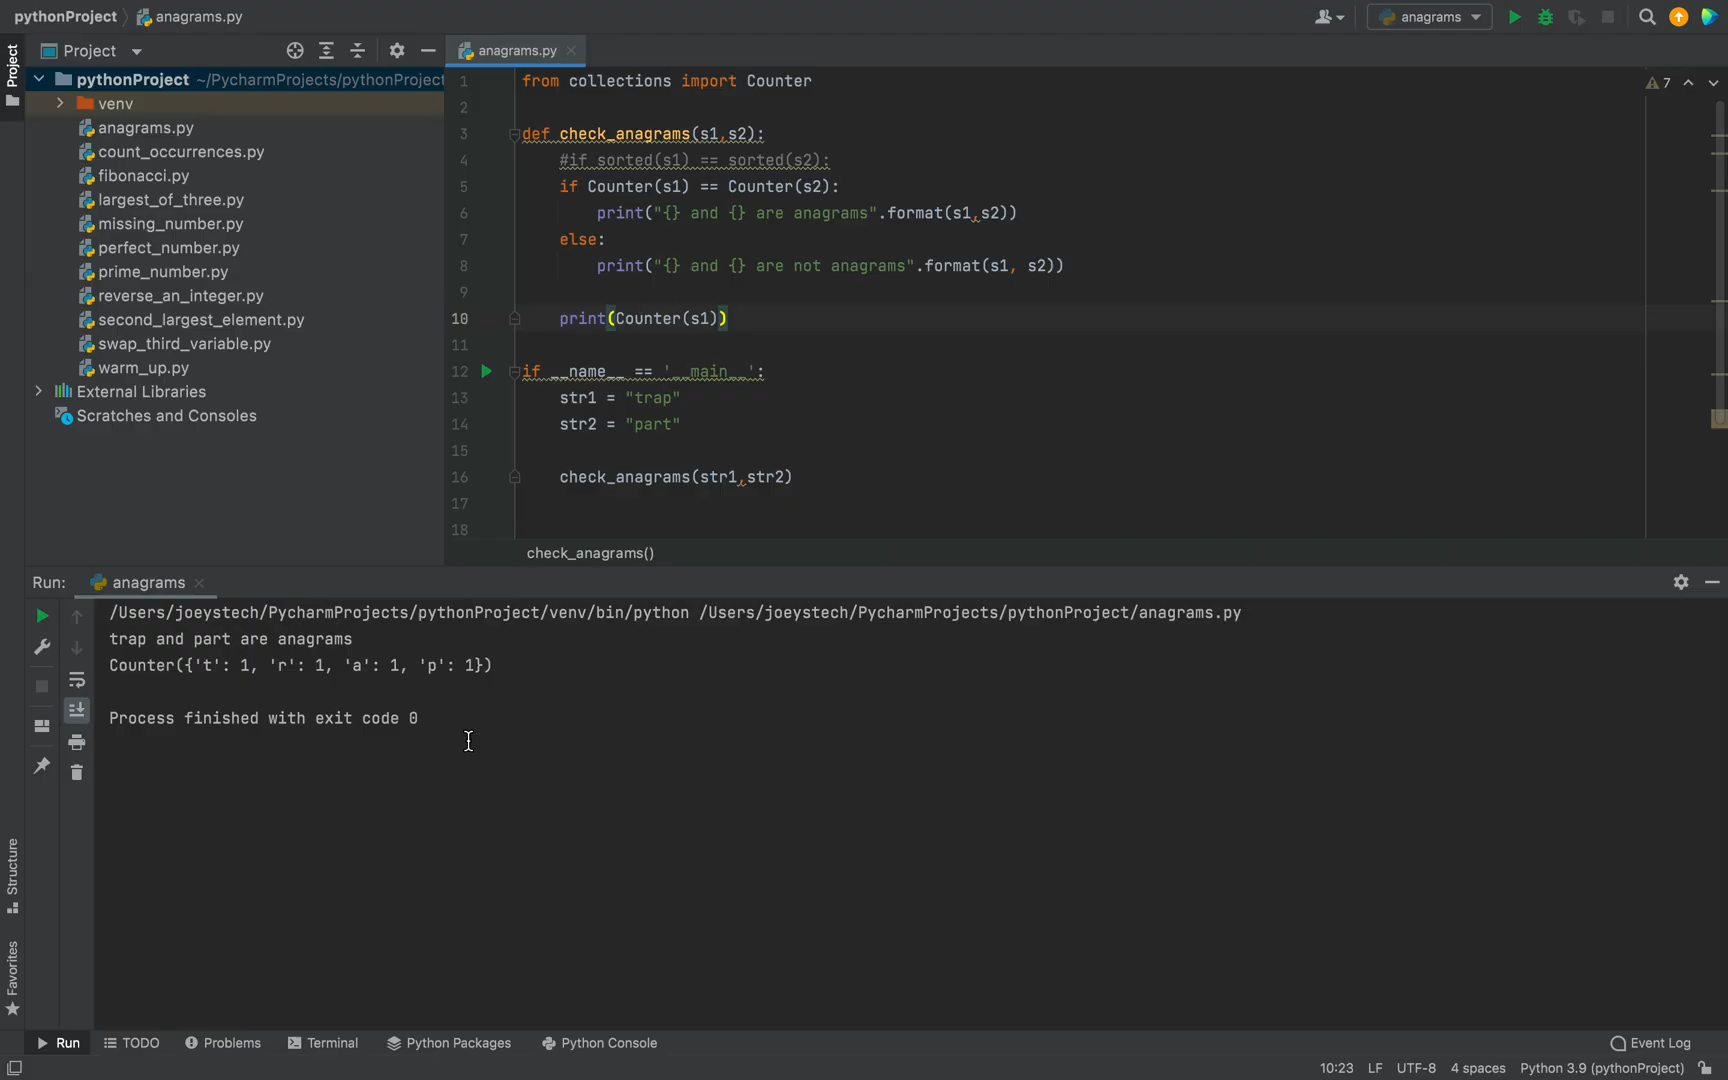 pythonProject
anagrams.py
anagrams
Project
Project
anagrams.py
pythonProject ~/PycharmProjects/pythonProject
venv
anagrams.py
count_occurrences.py
fibonacci.py
largest_of_three.py
missing_number.py
perfect_number.py
prime_number.py
reverse_an_integer.py
second_largest_element.py
swap_third_variable.py
warm_up.py
External Libraries
Scratches and Consoles
7
1 from collections import Counter
2
3 def check_anagrams(s1,s2):
4 #if sorted(s1) == sorted(s2):
5 if Counter(s1) == Counter(s2):
6 print("{} and {} are anagrams".format(s1,s2))
7 else:
8 print("{} and {} are not anagrams".format(s1, s2))
9
10 print(Counter(s1))
11
12 if __name__ == '__main__':
13 str1 = "trap"
14 str2 = "part"
15
16 check_anagrams(str1,str2)
17
18
check_anagrams()
Run: anagrams
/Users/joeystech/PycharmProjects/pythonProject/venv/bin/python /Users/joeystech/PycharmProjects/pythonProject/anagrams.py
trap and part are anagrams
Counter({'t': 1, 'r': 1, 'a': 1, 'p': 1})
Process finished with exit code 0
Structure
Favorites
Run TODO Problems Terminal Python Packages Python Console Event Log
10:23 LF UTF-8 4 spaces Python 3.9 (pythonProject)